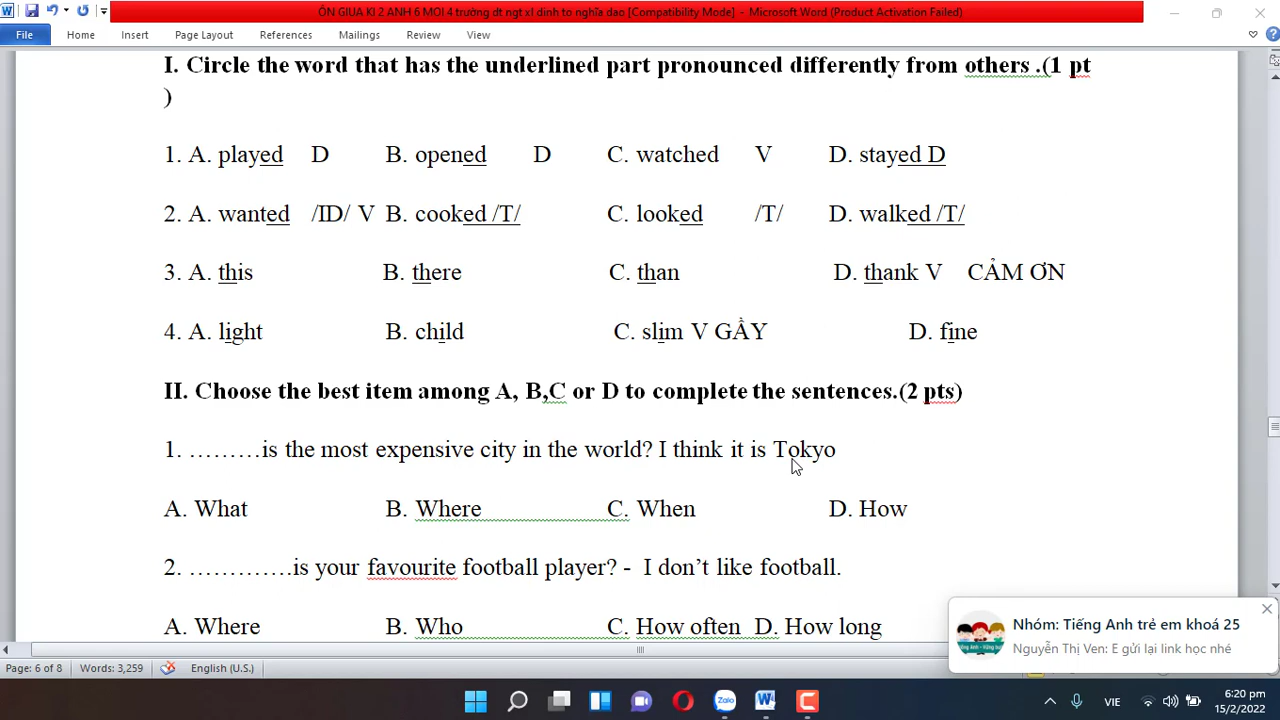 ÔN GIUA KI 2 ANH 6 MOI 4 trường dt ngt xl dinh to nghĩa dao [Compatibility Mode] - Microsoft Word (Product Activation Failed)
File Home Insert Page Layout References Mailings Review View
I. Circle the word that has the underlined part pronounced differently from others .(1 pt
)
1. A. played D B. opened D C. watched V D. stayed D
2. A. wanted /ID/ V B. cooked /T/ C. looked /T/ D. walked /T/
3. A. this B. there C. than D. thank V CẢM ƠN
4. A. light B. child C. slim V GẦY D. fine
II. Choose the best item among A, B,C or D to complete the sentences.(2 pts)
1. ………is the most expensive city in the world? I think it is Tokyo
A. What B. Where C. When D. How
2. ………….is your favourite football player? - I don’t like football.
A. Where B. Who C. How often D. How long
Nhóm: Tiếng Anh trẻ em khoá 25
Nguyễn Thị Ven: E gửi lại link học nhé
Page: 6 of 8 Words: 3,259 English (U.S.)
VIE
6:20 pm
15/2/2022